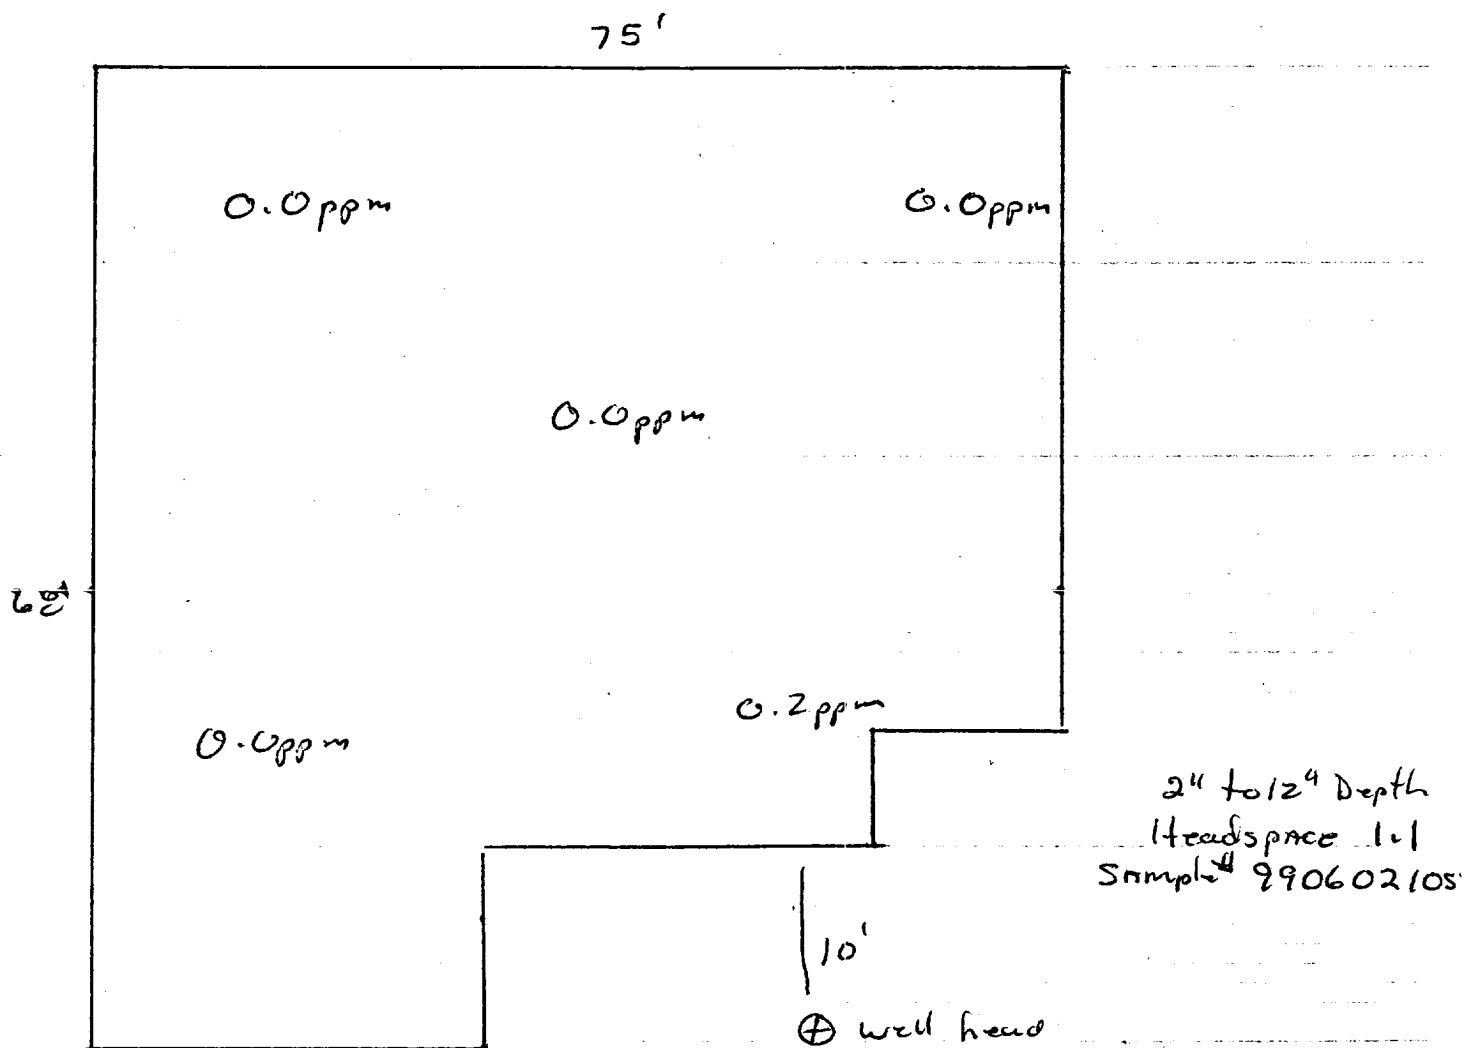 75'
0.0ppm
0.0ppm
0.0ppm
0.2ppm
0.0ppm
2" to 12" Depth
Headspace 1.1
Sample# 990602105
10'
⊕ well head